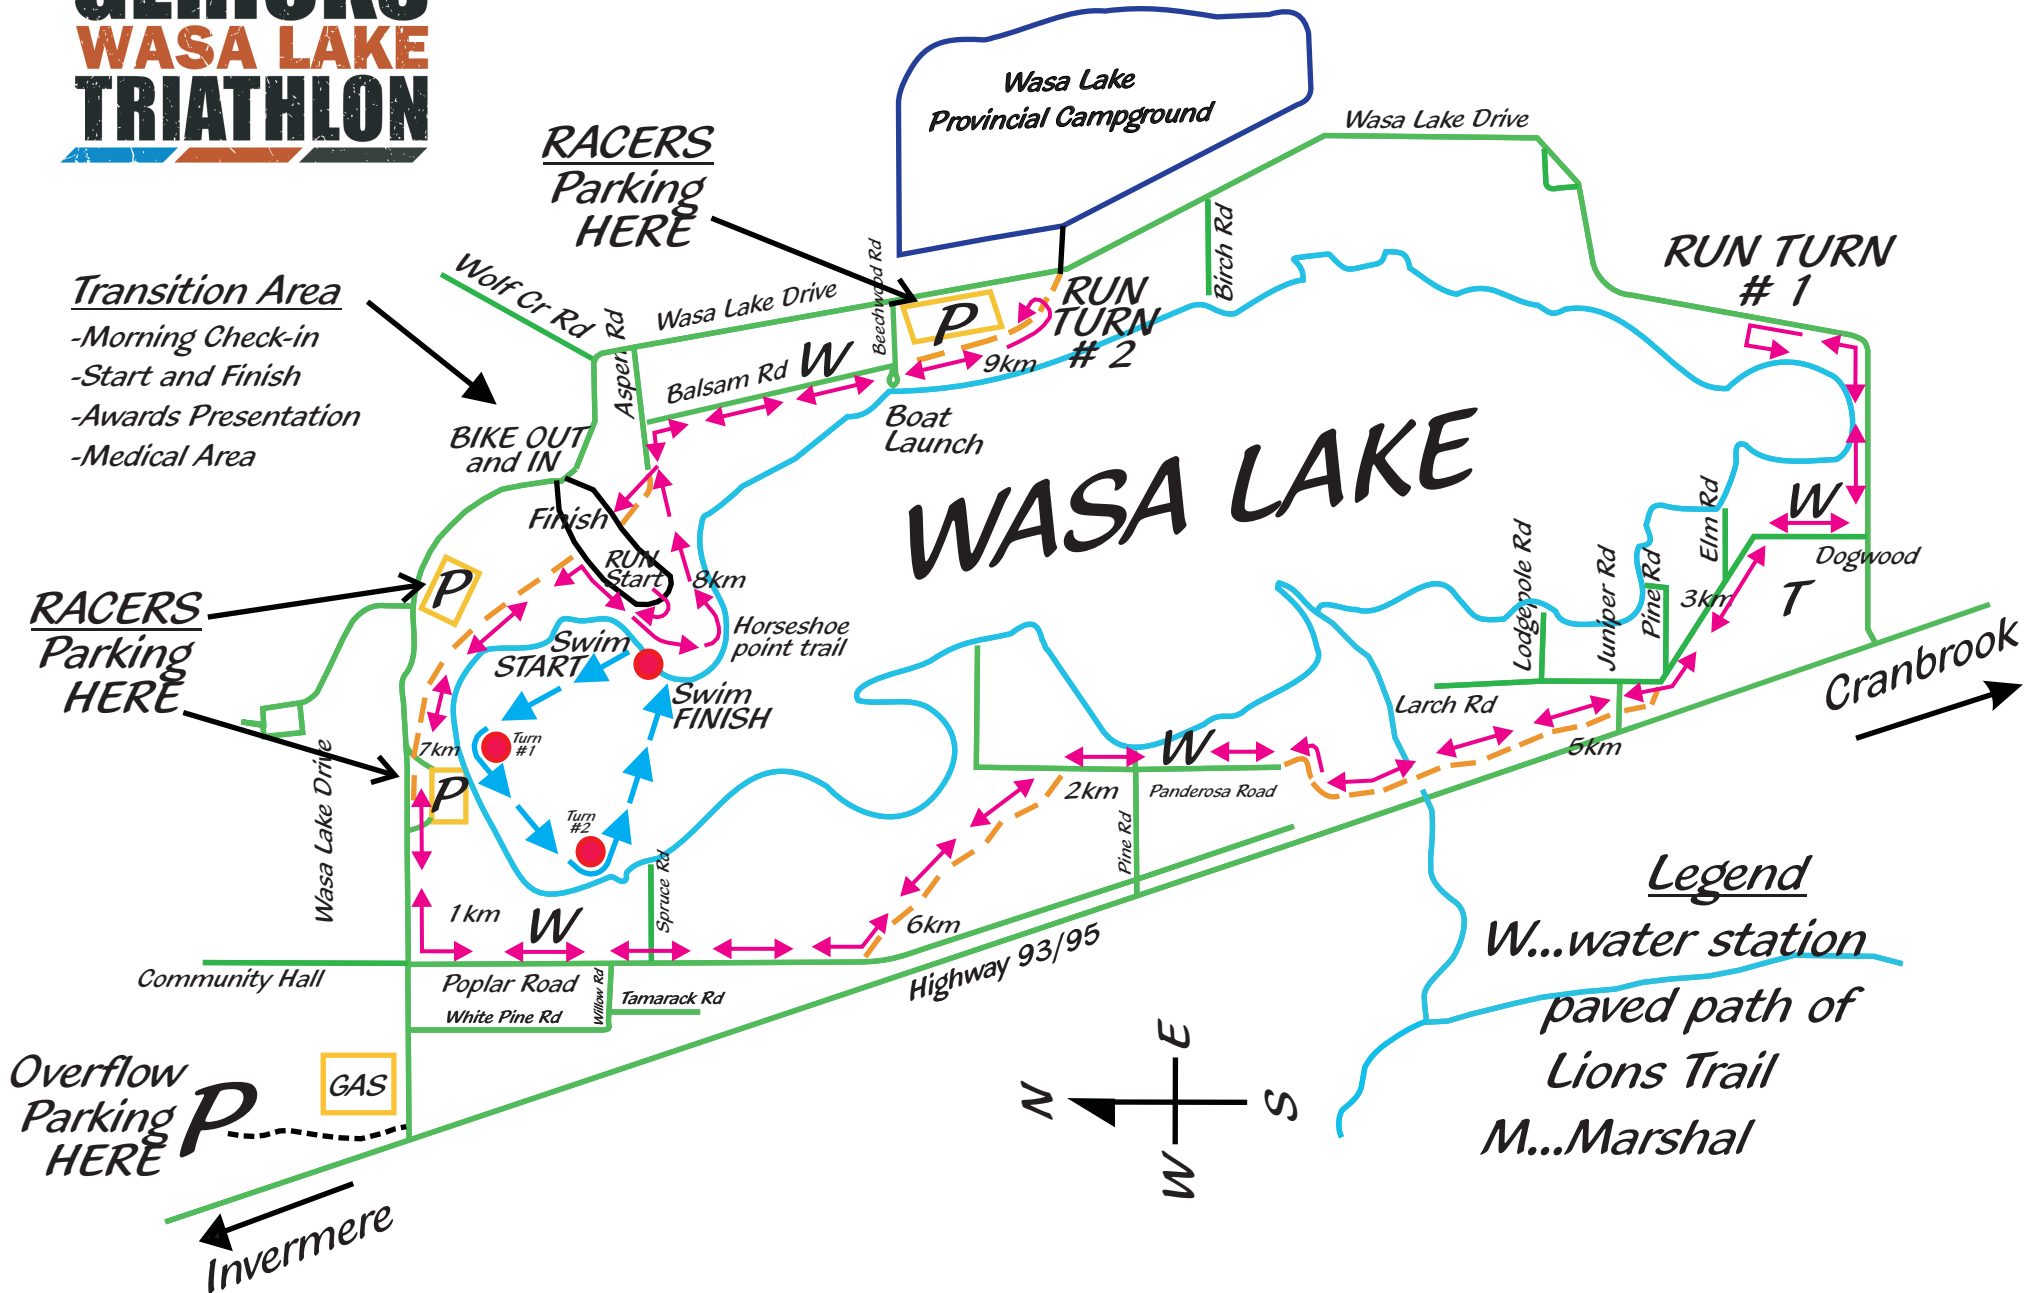 WASA LAKE
TRIATHLON
RACERS
Parking
HERE
Wasa Lake
Provincial Campground
Wasa Lake Drive
Transition Area
-Morning Check-in
-Start and Finish
-Awards Presentation
-Medical Area
Wolf Cr Rd
Aspen Rd
Wasa Lake Drive
Beechwood Rd
Balsam Rd
W
P
9km
RUN
TURN
# 2
Birch Rd
RUN TURN
# 1
BIKE OUT
and IN
Boat
Launch
WASA LAKE
Finish
RUN
Start
8km
Horseshoe
point trail
RACERS
Parking
HERE
P
P
7km
Wasa Lake Drive
Swim
START
Swim
FINISH
Turn
#1
Turn
#2
Lodgepole Rd
Juniper Rd
Pine Rd
Elm Rd
W
Dogwood
3km
T
Larch Rd
5km
Cranbrook
W
2km
Panderosa Road
Pine Rd
1km
W
Spruce Rd
6km
Highway 93/95
Community Hall
Poplar Road
Willow Rd
Tamarack Rd
White Pine Rd
Overflow
Parking
HERE
P
GAS
Invermere
N
E
S
W
Legend
W...water station
paved path of
Lions Trail
M...Marshal